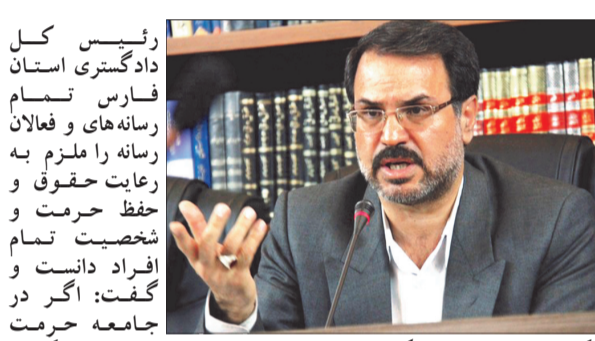 رئیس کل
دادگستری استان
فارس تمام
رسانه‌های و فعالان
رسانه را ملزم به
رعایت حقوق و
حفظ حرمت و
شخصیت تمام
افراد دانست و
گفت: اگر در
جامعه حرمت